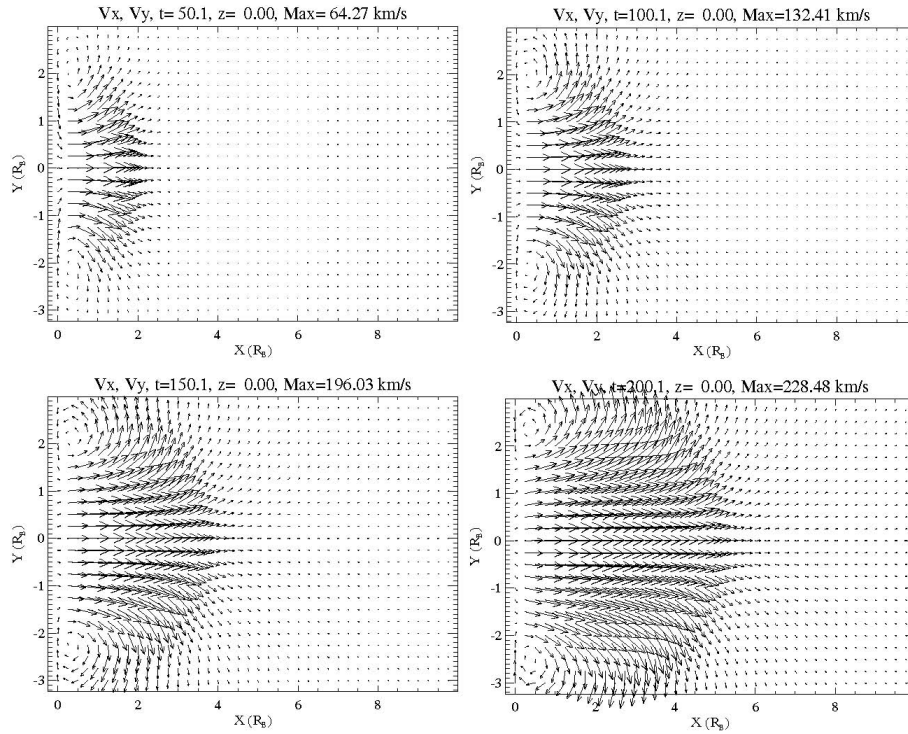 Vx, Vy, t= 50.1, z= 0.00, Max=64.27 km/s
Y (R_B)
2
1
0
-1
-2
-3
0 2 4 6 8
X (R_B)
Vx, Vy, t=100.1, z= 0.00, Max=132.41 km/s
Y (R_B)
2
1
0
-1
-2
-3
0 2 4 6 8
X (R_B)
Vx, Vy, t=150.1, z= 0.00, Max=196.03 km/s
Y (R_B)
2
1
0
-1
-2
-3
0 2 4 6 8
X (R_B)
Vx, Vy, t=200.1, z= 0.00, Max=228.48 km/s
Y (R_B)
2
1
0
-1
-2
-3
0 2 4 6 8
X (R_B)